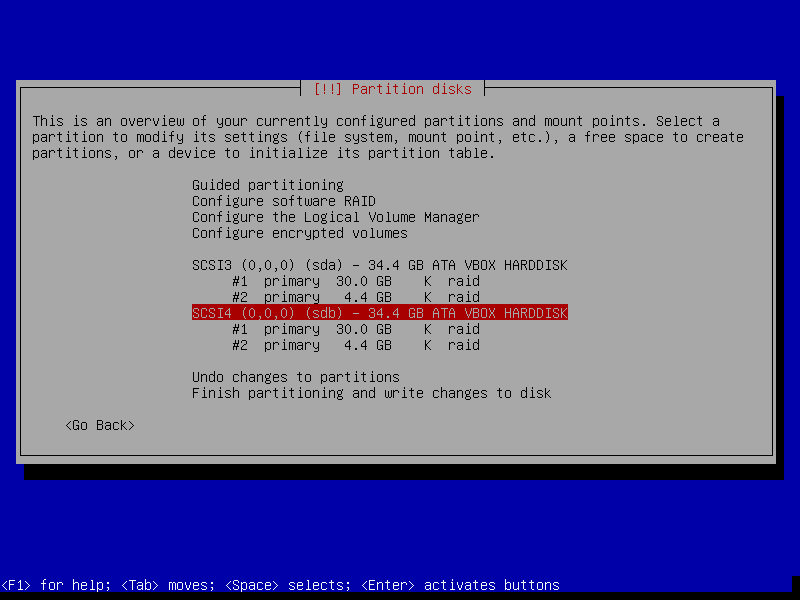 [!!] Partition disks
This is an overview of your currently configured partitions and mount points. Select a
partition to modify its settings (file system, mount point, etc.), a free space to create
partitions, or a device to initialize its partition table.
Guided partitioning
Configure software RAID
Configure the Logical Volume Manager
Configure encrypted volumes
SCSI3 (0,0,0) (sda) - 34.4 GB ATA VBOX HARDDISK
#1 primary 30.0 GB K raid
#2 primary 4.4 GB K raid
SCSI4 (0,0,0) (sdb) - 34.4 GB ATA VBOX HARDDISK
#1 primary 30.0 GB K raid
#2 primary 4.4 GB K raid
Undo changes to partitions
Finish partitioning and write changes to disk
<Go Back>
<F1> for help; <Tab> moves; <Space> selects; <Enter> activates buttons